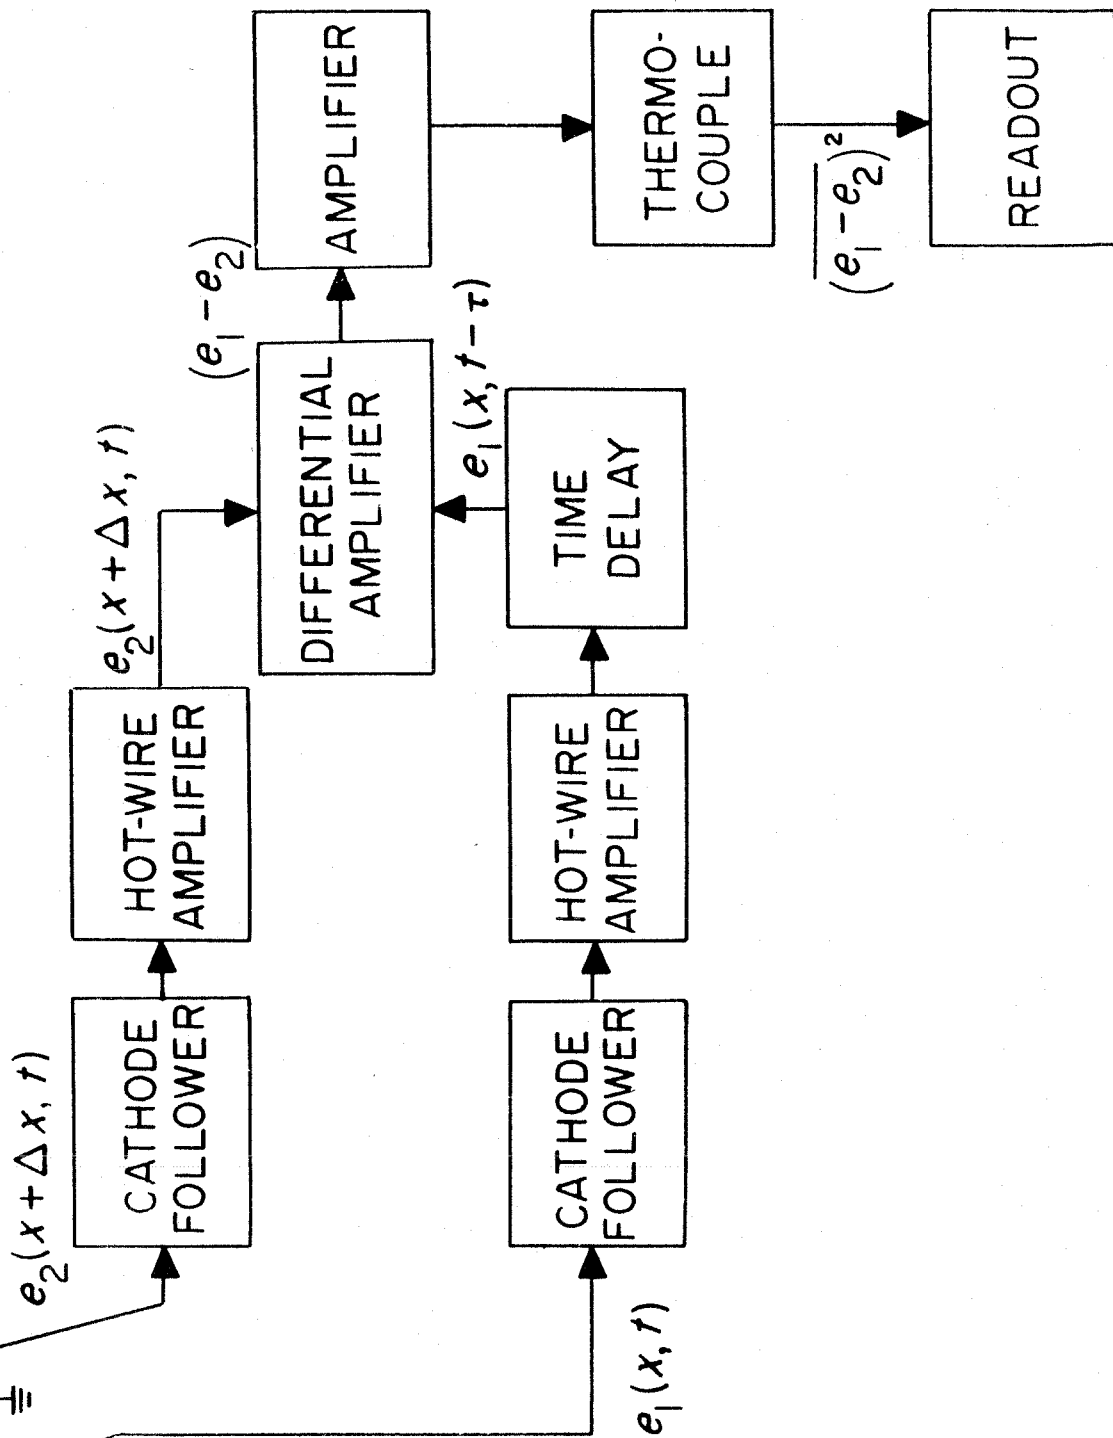 e₂(x+Δx, t)
CATHODE
FOLLOWER
HOT-WIRE
AMPLIFIER
e₂(x+Δx, t)
e₁(x, t)
CATHODE
FOLLOWER
HOT-WIRE
AMPLIFIER
TIME
DELAY
e₁(x, t-τ)
DIFFERENTIAL
AMPLIFIER
(e₁-e₂)
AMPLIFIER
THERMO-
COUPLE
(e₁-e₂)²
READOUT